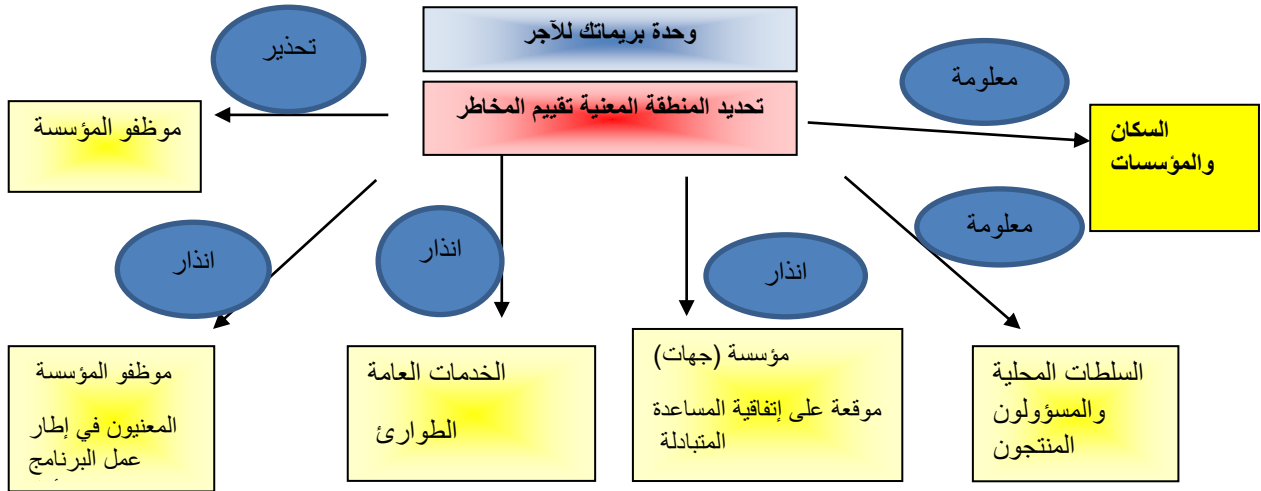 وحدة بريماتك للآجر
تحديد المنطقة المعنية تقييم المخاطر
معلومة
تحذير
السكان
والمؤسسات
موظفو المؤسسة
معلومة
انذار
انذار
انذار
السلطات المحلية
والمسؤولون
المنتجون
مؤسسة (جهات)
موقعة على إتفاقية المساعدة
المتبادلة
الخدمات العامة
الطوارئ
موظفو المؤسسة
المعنيون في إطار
عمل البرنامج